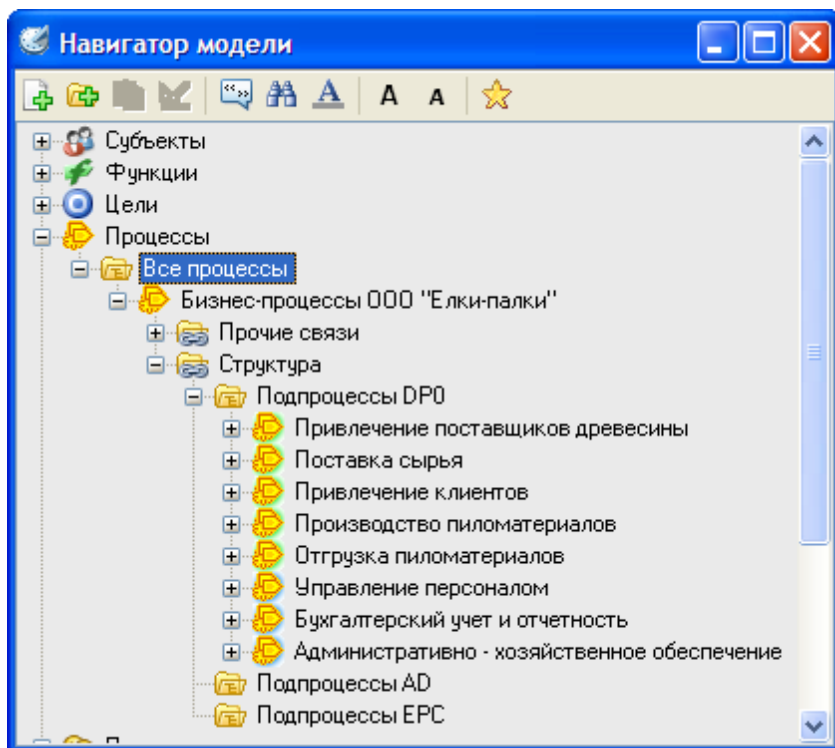 Навигатор модели
A A
Субъекты
Функции
Цели
Процессы
Все процессы
Бизнес-процессы ООО "Елки-палки"
Прочие связи
Структура
Подпроцессы DP0
Привлечение поставщиков древесины
Поставка сырья
Привлечение клиентов
Производство пиломатериалов
Отгрузка пиломатериалов
Управление персоналом
Бухгалтерский учет и отчетность
Административно - хозяйственное обеспечение
Подпроцессы AD
Подпроцессы EPC